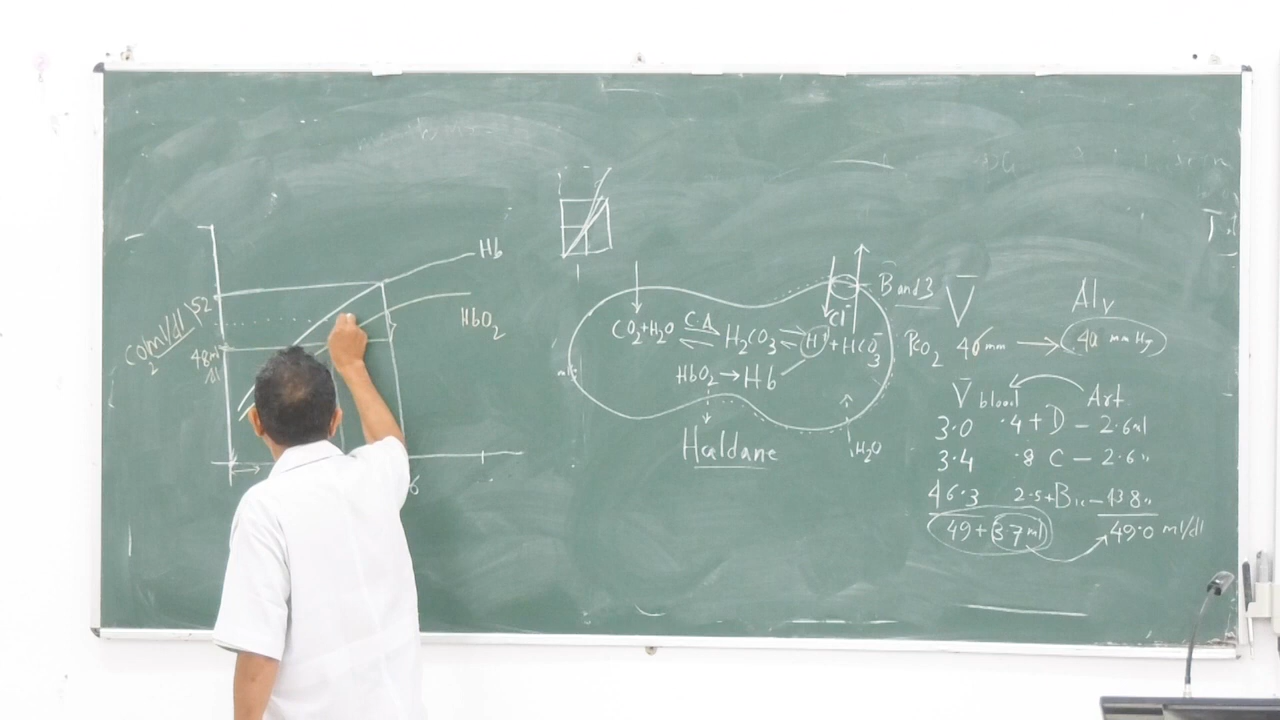 Hb
HbO2
CO2 ml/dl
52
48ml
/dl
6
CO2+H2O C.A H2CO3 H+ + HCO3-
HbO2 → Hb
Cl-
Band3
Haldane
H2O
V̄ Alv
PCO2 46mm → 40 mm Hg
V̄ blood Art
3.0 .4+D - 2.6ml
3.4 .8 C - 2.6"
46.3 2.5+Bic - 43.8"
49+3.7ml 49.0 ml/dl